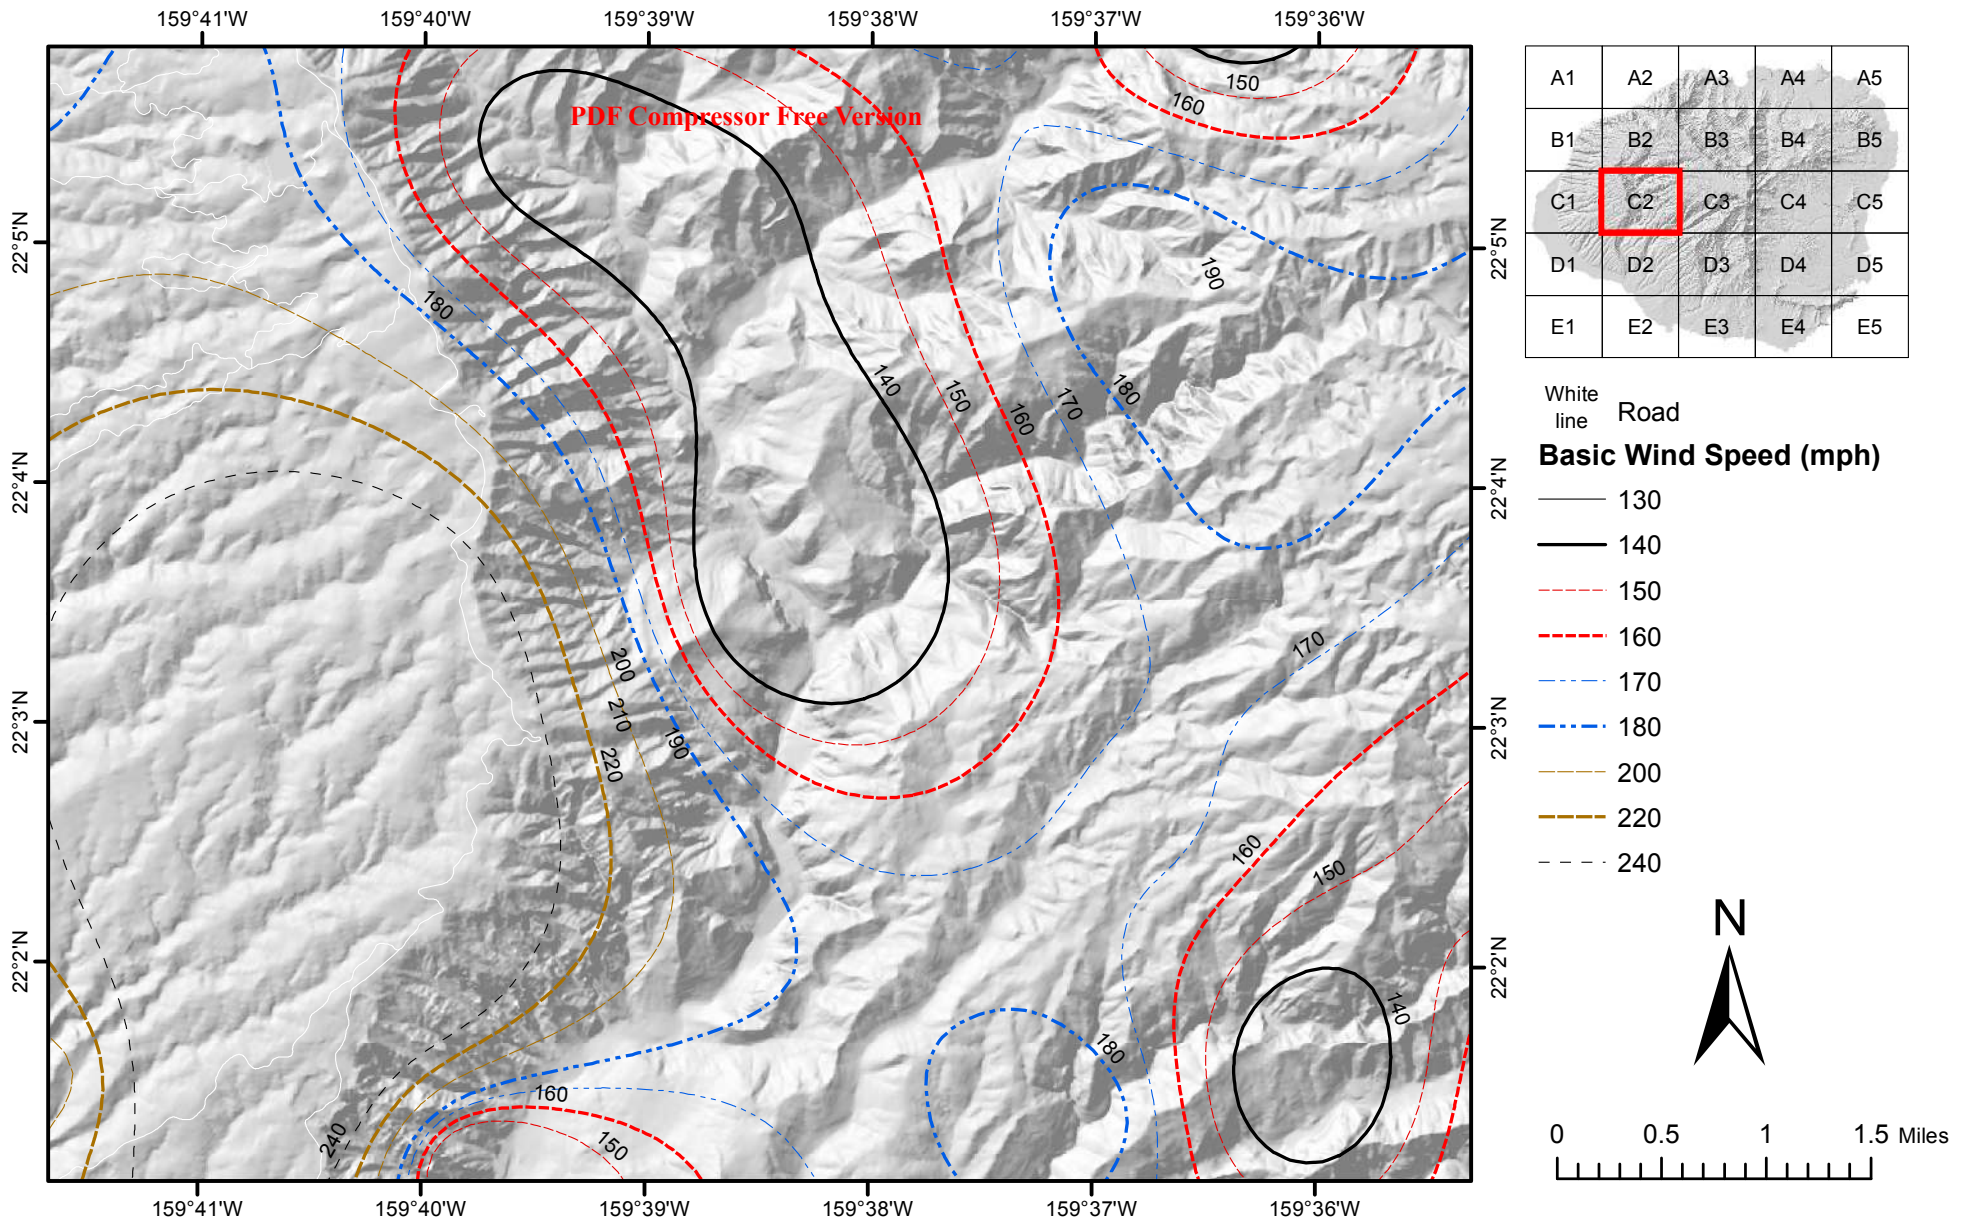 159°41'W 159°40'W 159°39'W 159°38'W 159°37'W 159°36'W
PDF Compressor Free Version
150
160
22°5'N
22°5'N
190
180
140
150
160
170
180
22°4'N
22°4'N
170
200
210
190
220
22°3'N
22°3'N
160
150
22°2'N
22°2'N
140
180
160
150
240
159°41'W 159°40'W 159°39'W 159°38'W 159°37'W 159°36'W
A1 A2 A3 A4 A5
B1 B2 B3 B4 B5
C1 C2 C3 C4 C5
D1 D2 D3 D4 D5
E1 E2 E3 E4 E5
White
line Road
Basic Wind Speed (mph)
130
140
150
160
170
180
200
220
240
N
0 0.5 1 1.5 Miles